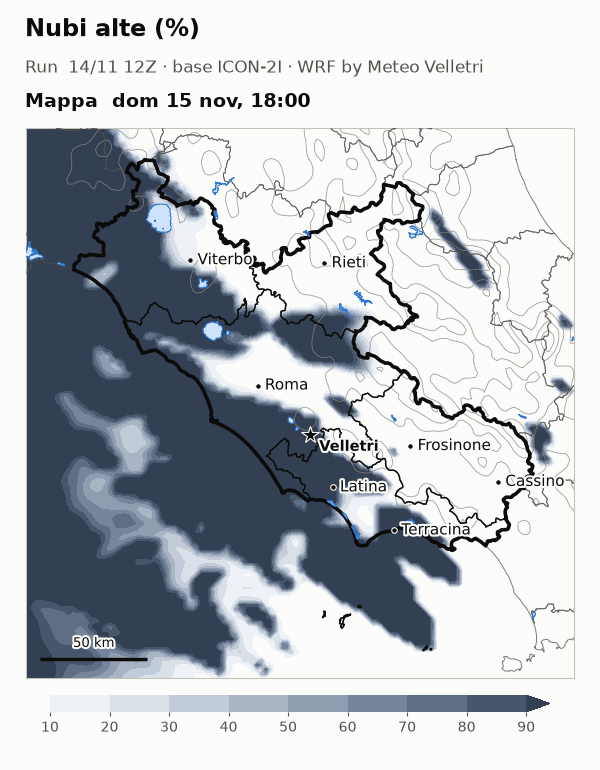 Nubi alte (%)
Run 14/11 12Z · base ICON-2I · WRF by Meteo Velletri
Mappa dom 15 nov, 18:00
Viterbo
Rieti
Roma
Velletri
Frosinone
Latina
Cassino
Terracina
50 km
10 20 30 40 50 60 70 80 90